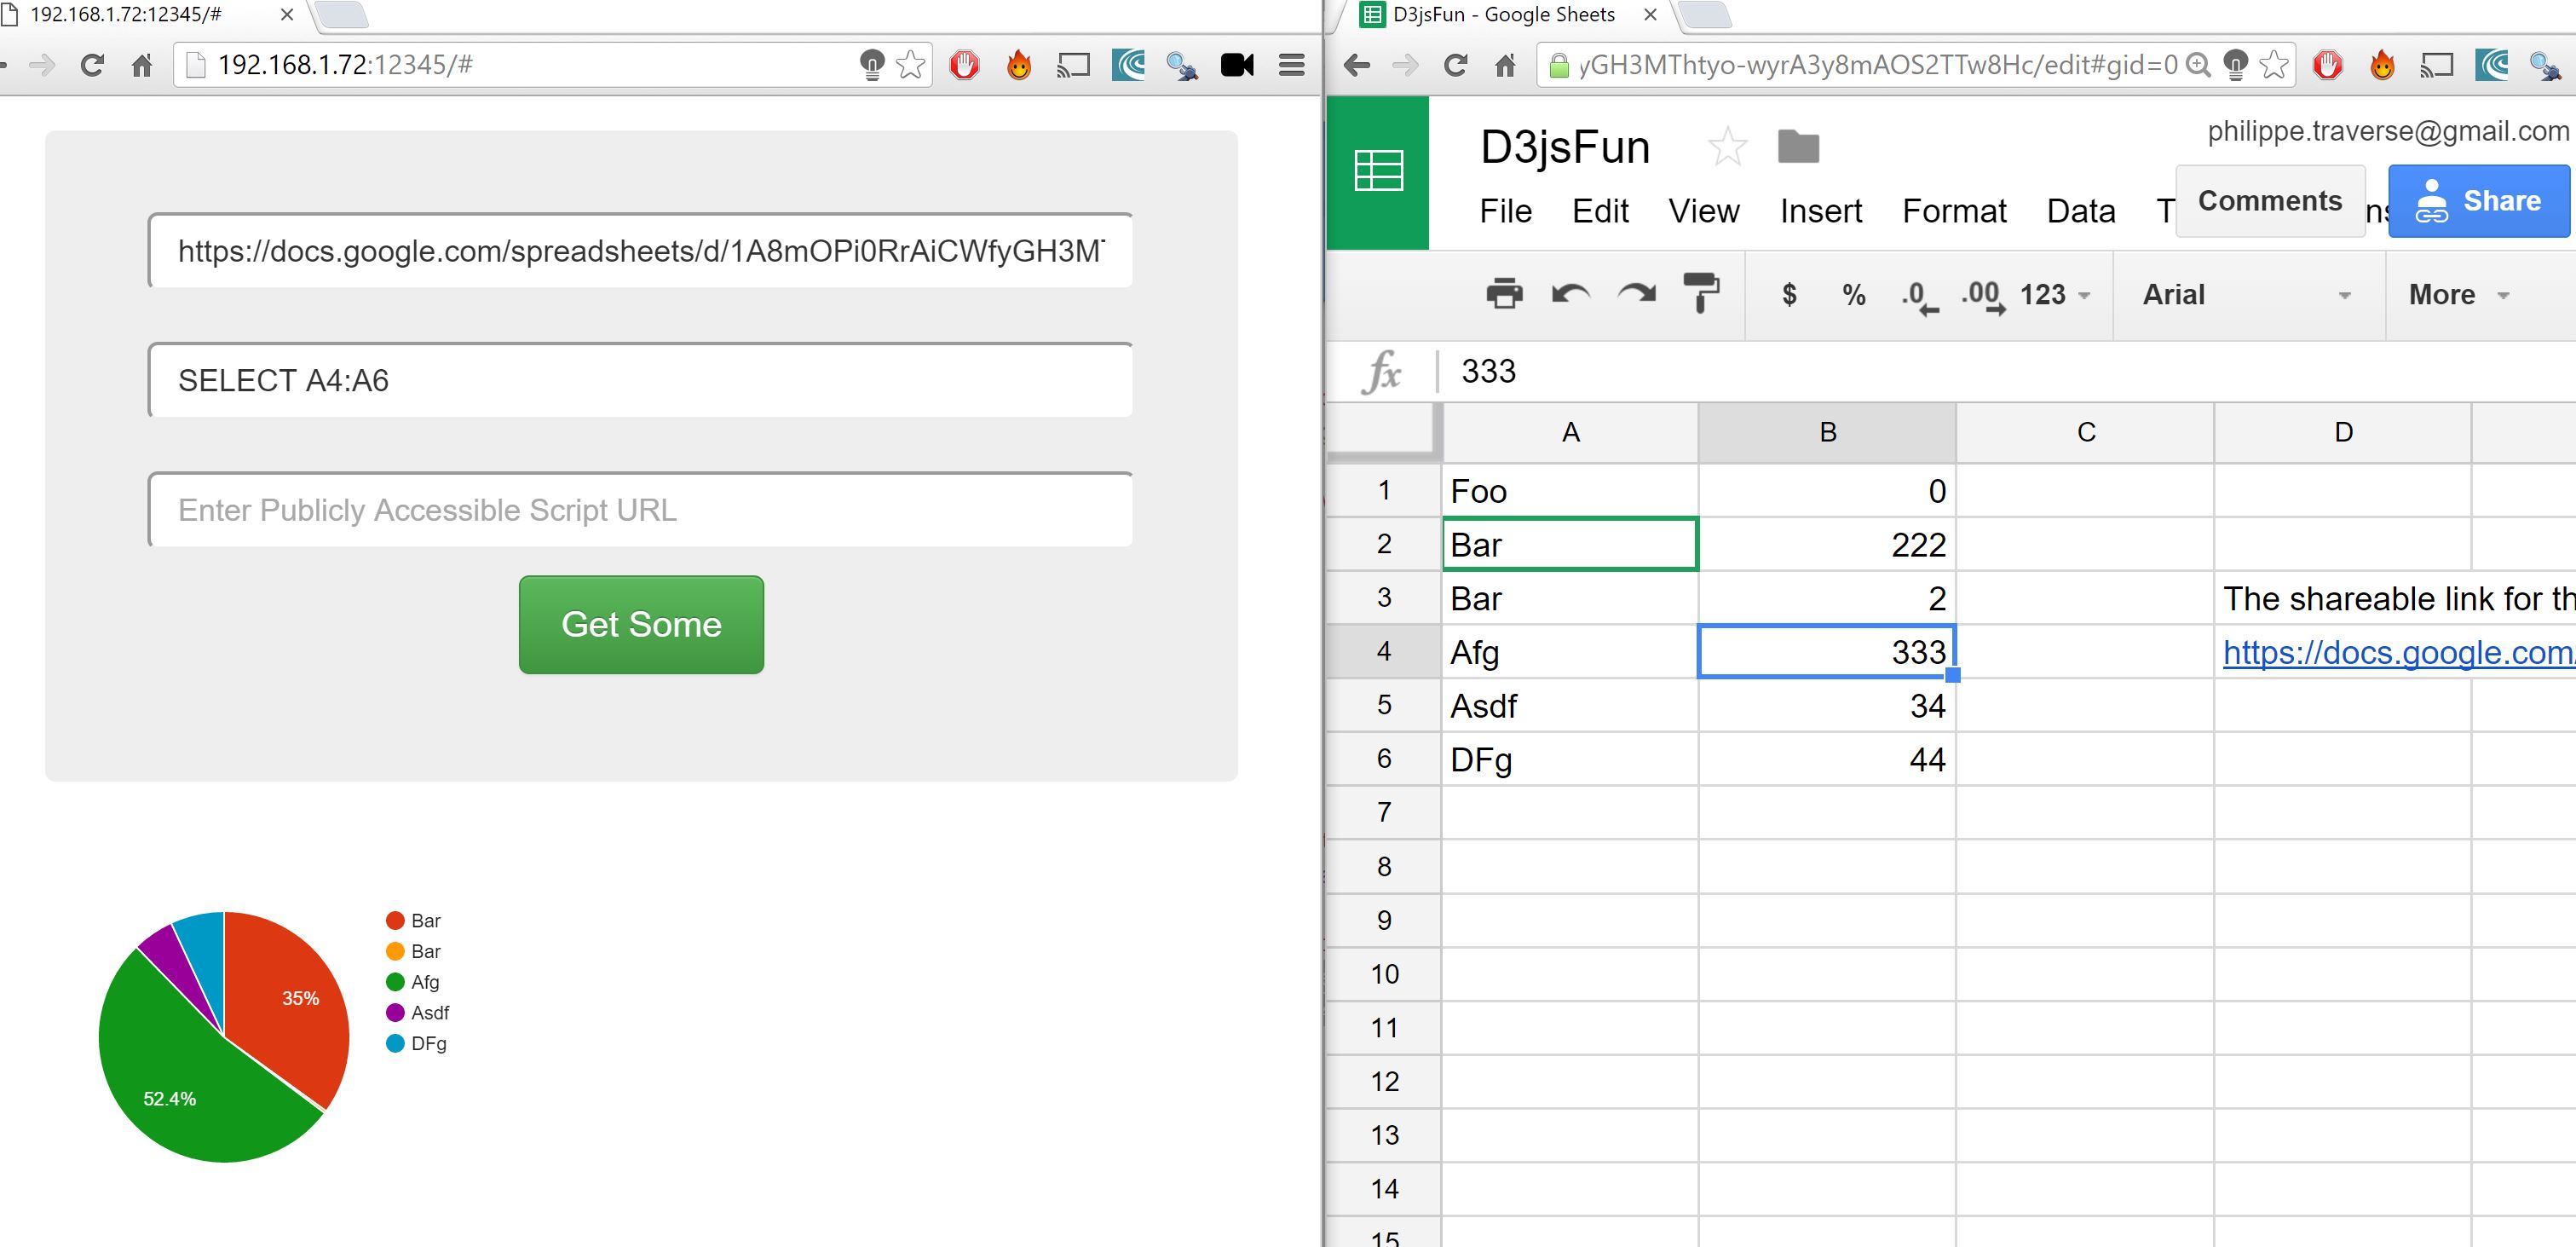 192.168.1.72:12345/#
192.168.1.72:12345/#
https://docs.google.com/spreadsheets/d/1A8mOPi0RrAiCWfyGH3M
SELECT A4:A6
Enter Publicly Accessible Script URL
Get Some
35%
52.4%
Bar
Bar
Afg
Asdf
DFg
D3jsFun - Google Sheets
yGH3MThtyo-wyrA3y8mAOS2TTw8Hc/edit#gid=0
D3jsFun
philippe.traverse@gmail.com
File Edit View Insert Format Data T Comments ns Share
$ % .0 .00 123 Arial More
fx 333
A B C D
1 Foo 0
2 Bar 222
3 Bar 2 The shareable link for th
4 Afg 333 https://docs.google.com
5 Asdf 34
6 DFg 44
7
8
9
10
11
12
13
14
15